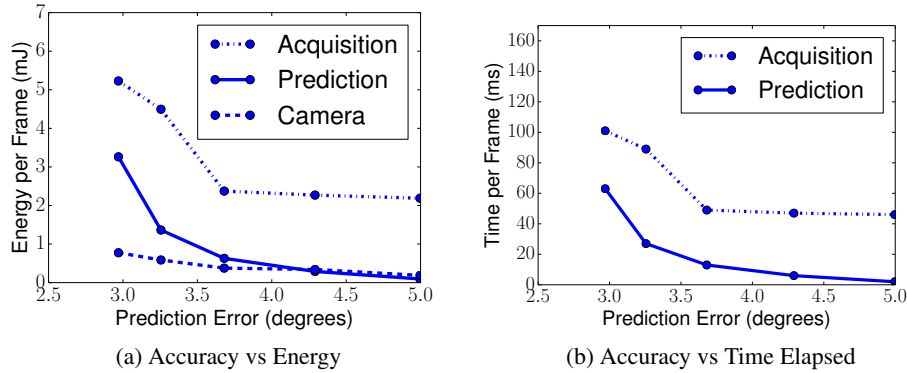 7
6
5
4
3
2
1
0
Energy per Frame (mJ)
Acquisition
Prediction
Camera
2.5 3.0 3.5 4.0 4.5 5.0
Prediction Error (degrees)
(a) Accuracy vs Energy
160
140
120
100
80
60
40
20
0
Time per Frame (ms)
Acquisition
Prediction
2.5 3.0 3.5 4.0 4.5 5.0
Prediction Error (degrees)
(b) Accuracy vs Time Elapsed